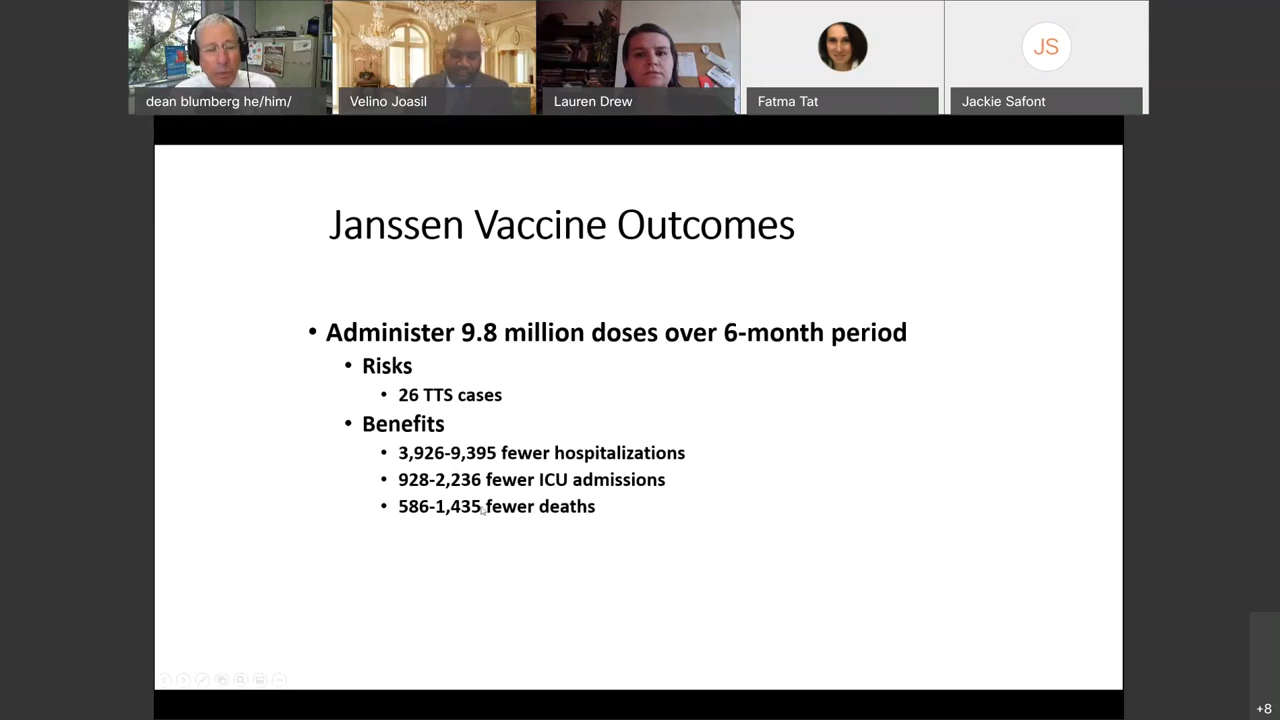 dean blumberg he/him/
Velino Joasil
Lauren Drew
Fatma Tat
JS
Jackie Safont
Janssen Vaccine Outcomes
• Administer 9.8 million doses over 6-month period
• Risks
• 26 TTS cases
• Benefits
• 3,926-9,395 fewer hospitalizations
• 928-2,236 fewer ICU admissions
• 586-1,435 fewer deaths
+8